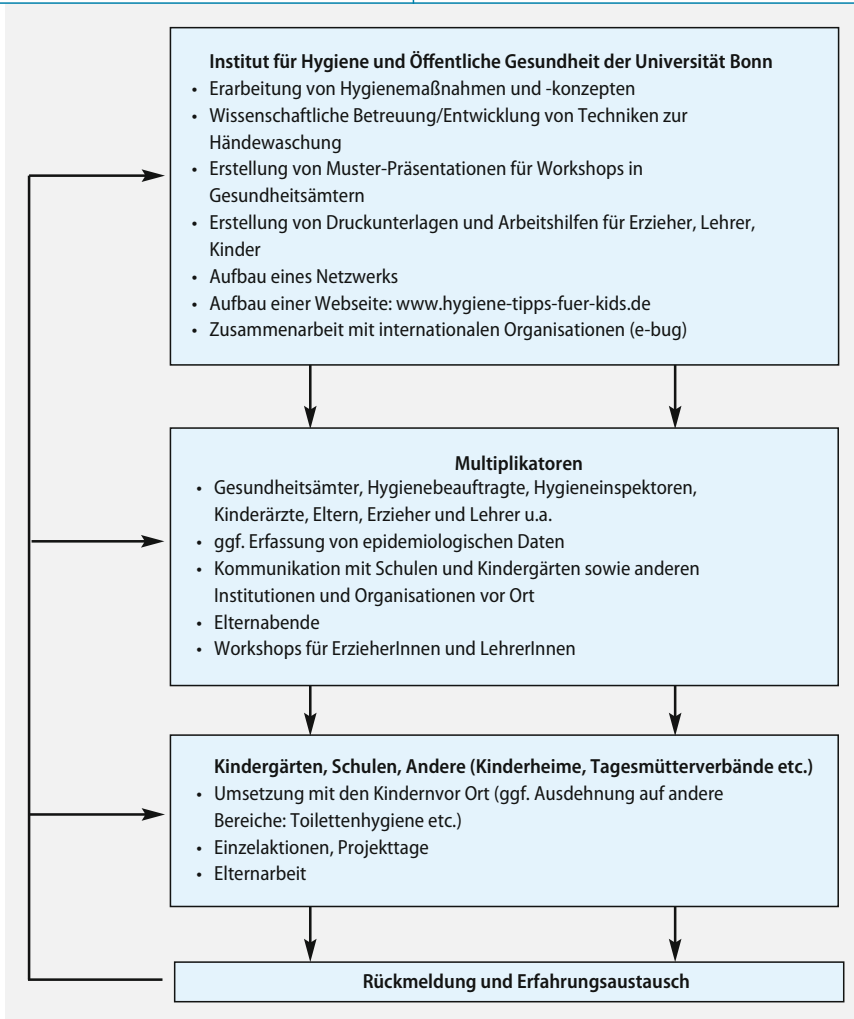 Institut für Hygiene und Öffentliche Gesundheit der Universität Bonn
• Erarbeitung von Hygienemaßnahmen und -konzepten
• Wissenschaftliche Betreuung/Entwicklung von Techniken zur
Händewaschung
• Erstellung von Muster-Präsentationen für Workshops in
Gesundheitsämtern
• Erstellung von Druckunterlagen und Arbeitshilfen für Erzieher, Lehrer,
Kinder
• Aufbau eines Netzwerks
• Aufbau einer Webseite: www.hygiene-tipps-fuer-kids.de
• Zusammenarbeit mit internationalen Organisationen (e-bug)
Multiplikatoren
• Gesundheitsämter, Hygienebeauftragte, Hygieneinspektoren,
Kinderärzte, Eltern, Erzieher und Lehrer u.a.
• ggf. Erfassung von epidemiologischen Daten
• Kommunikation mit Schulen und Kindergärten sowie anderen
Institutionen und Organisationen vor Ort
• Elternabende
• Workshops für ErzieherInnen und LehrerInnen
Kindergärten, Schulen, Andere (Kinderheime, Tagesmütterverbände etc.)
• Umsetzung mit den Kindernvor Ort (ggf. Ausdehnung auf andere
Bereiche: Toilettenhygiene etc.)
• Einzelaktionen, Projekttage
• Elternarbeit
Rückmeldung und Erfahrungsaustausch